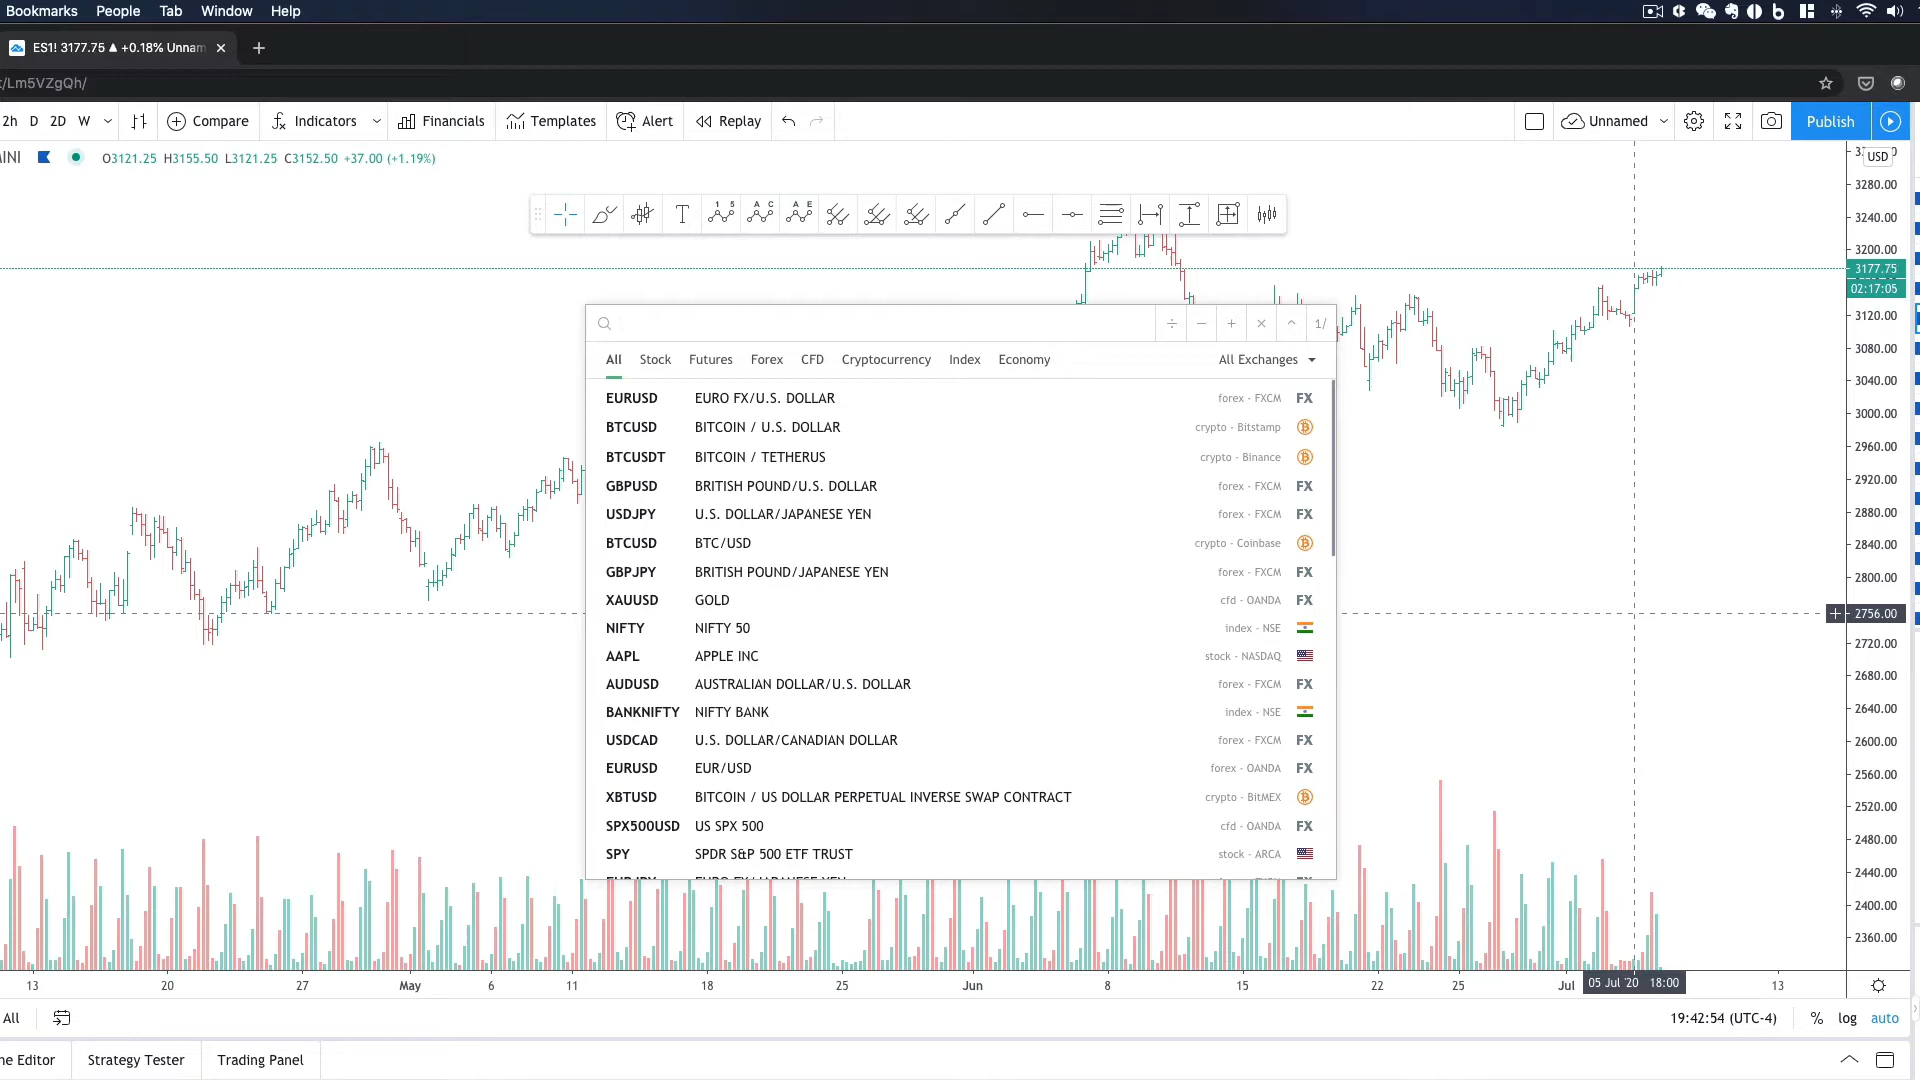 Bookmarks People Tab Window Help
ES1! 3177.75 ▲ +0.18% Unnam
/Lm5VZgQh/
2h D 2D W Compare Indicators Financials Templates Alert Replay Unnamed Publish
INI O3121.25 H3155.50 L3121.25 C3152.50 +37.00 (+1.19%)
USD
3280.00
3240.00
3200.00
3177.75
02:17:05
3120.00
3080.00
3040.00
3000.00
2960.00
2920.00
2880.00
2840.00
2800.00
2756.00
2720.00
2680.00
2640.00
2600.00
2560.00
2520.00
2480.00
2440.00
2400.00
2360.00
T 1 5 A C A E
÷ − + × ^ 1/
All Stock Futures Forex CFD Cryptocurrency Index Economy All Exchanges
EURUSD EURO FX/U.S. DOLLAR forex - FXCM FX
BTCUSD BITCOIN / U.S. DOLLAR crypto - Bitstamp
BTCUSDT BITCOIN / TETHERUS crypto - Binance
GBPUSD BRITISH POUND/U.S. DOLLAR forex - FXCM FX
USDJPY U.S. DOLLAR/JAPANESE YEN forex - FXCM FX
BTCUSD BTC/USD crypto - Coinbase
GBPJPY BRITISH POUND/JAPANESE YEN forex - FXCM FX
XAUUSD GOLD cfd - OANDA FX
NIFTY NIFTY 50 index - NSE
AAPL APPLE INC stock - NASDAQ
AUDUSD AUSTRALIAN DOLLAR/U.S. DOLLAR forex - FXCM FX
BANKNIFTY NIFTY BANK index - NSE
USDCAD U.S. DOLLAR/CANADIAN DOLLAR forex - FXCM FX
EURUSD EUR/USD forex - OANDA FX
XBTUSD BITCOIN / US DOLLAR PERPETUAL INVERSE SWAP CONTRACT crypto - BitMEX
SPX500USD US SPX 500 cfd - OANDA FX
SPY SPDR S&P 500 ETF TRUST stock - ARCA
13 20 27 May 6 11 18 25 Jun 8 15 22 25 Jul 05 Jul '20 18:00 13
All 19:42:54 (UTC-4) % log auto
ne Editor Strategy Tester Trading Panel